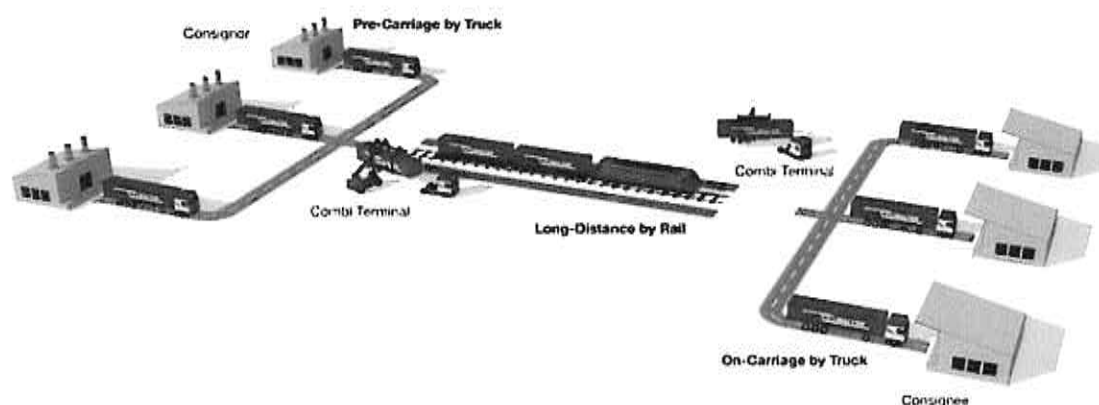 Consignor
Pre-Carriage by Truck
Combi Terminal
Combi Terminal
Long-Distance by Rail
On-Carriage by Truck
Consignee